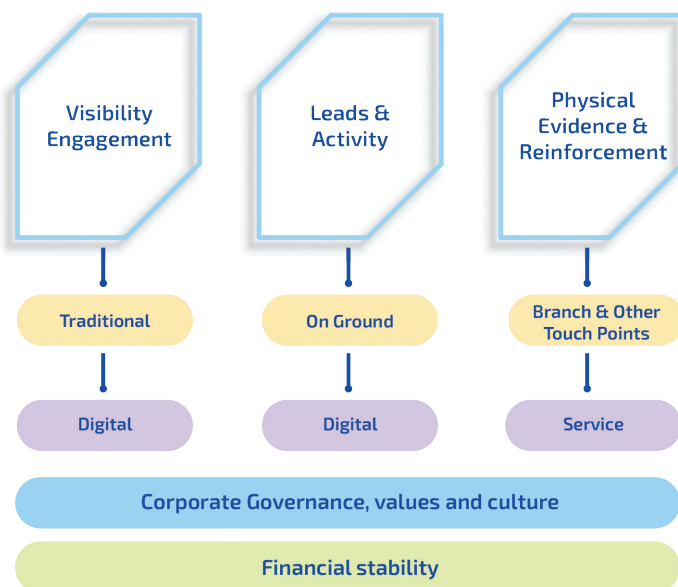 Visibility
Engagement
Leads &
Activity
Physical
Evidence &
Reinforcement
Traditional
On Ground
Branch & Other
Touch Points
Digital
Digital
Service
Corporate Governance, values and culture
Financial stability